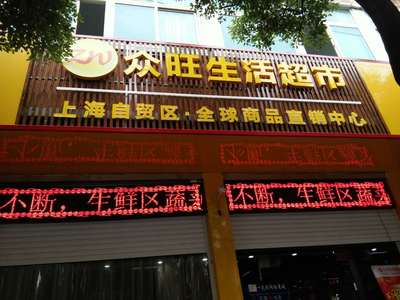 ZW 众旺生活超市
上海自贸区·全球商品直销中心
不断，生鲜区蔬 不断，生鲜区蔬